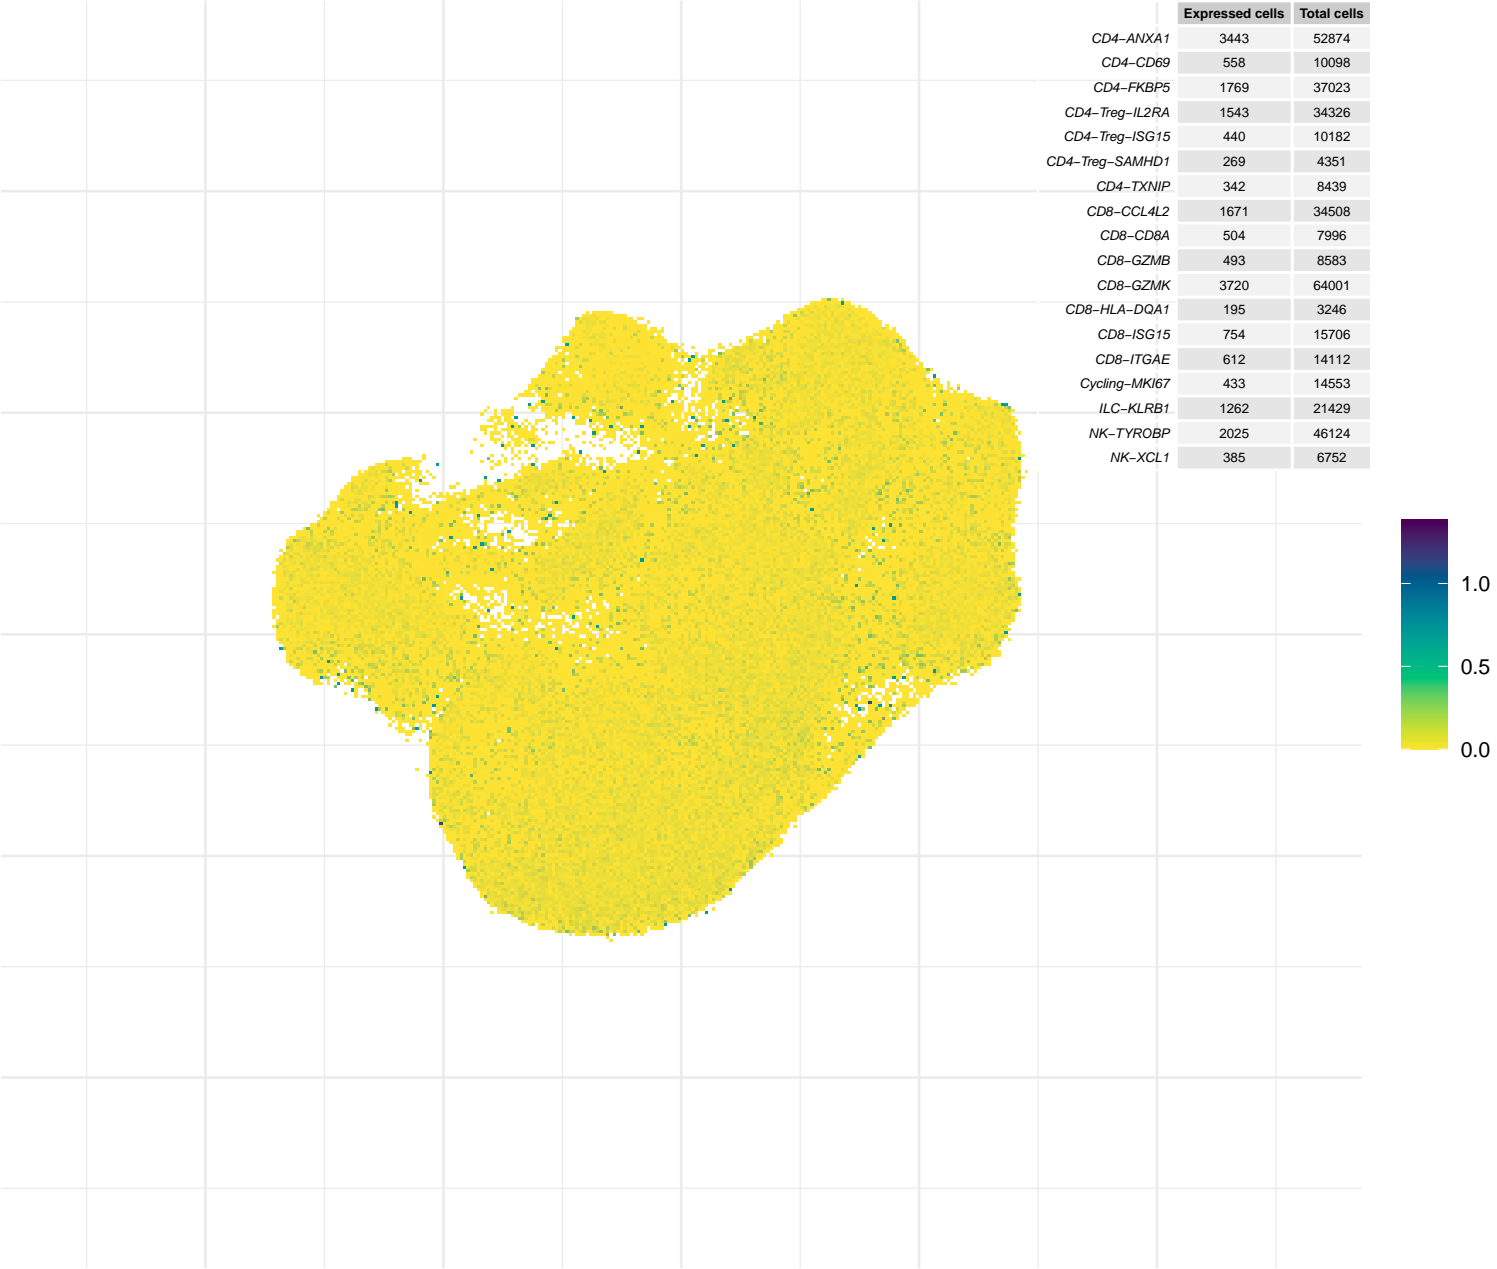 Expressed cells Total cells
CD4−ANXA1 3443 52874
CD4−CD69 558 10098
CD4−FKBP5 1769 37023
CD4−Treg−IL2RA 1543 34326
CD4−Treg−ISG15 440 10182
CD4−Treg−SAMHD1 269 4351
CD4−TXNIP 342 8439
CD8−CCL4L2 1671 34508
CD8−CD8A 504 7996
CD8−GZMB 493 8583
CD8−GZMK 3720 64001
CD8−HLA−DQA1 195 3246
CD8−ISG15 754 15706
CD8−ITGAE 612 14112
Cycling−MKI67 433 14553
ILC−KLRB1 1262 21429
NK−TYROBP 2025 46124
NK−XCL1 385 6752
1.0
0.5
0.0